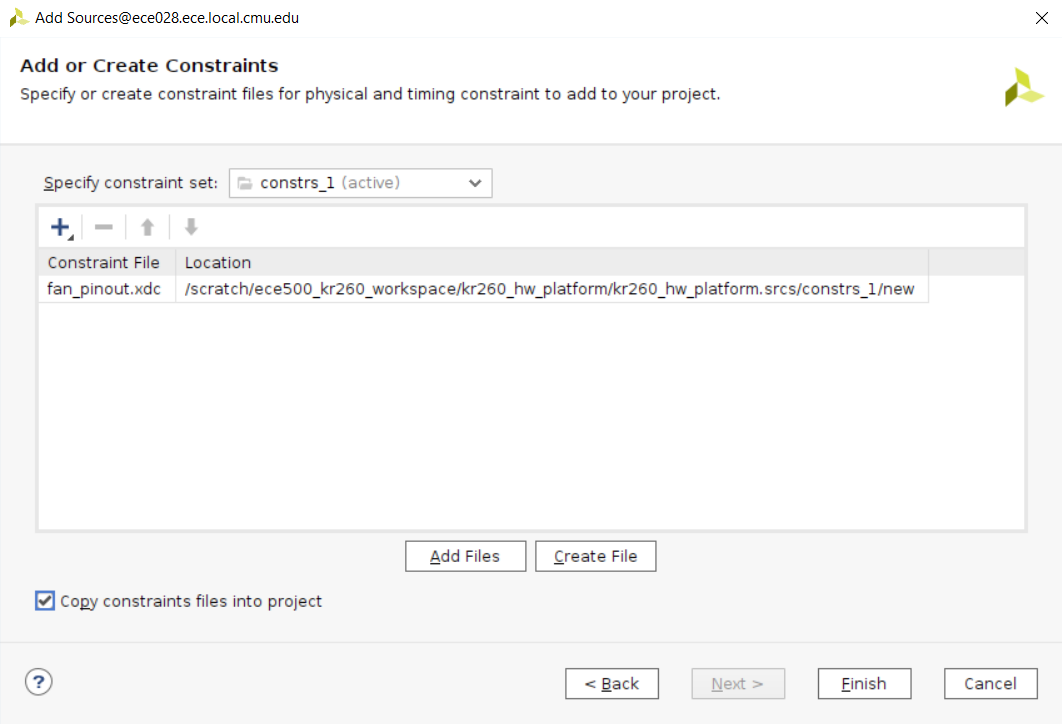 Add Sources@ece028.ece.local.cmu.edu
Add or Create Constraints
Specify or create constraint files for physical and timing constraint to add to your project.
Specify constraint set: constrs_1 (active)
Constraint File Location
fan_pinout.xdc /scratch/ece500_kr260_workspace/kr260_hw_platform/kr260_hw_platform.srcs/constrs_1/new
Add Files Create File
Copy constraints files into project
? < Back Next > Finish Cancel